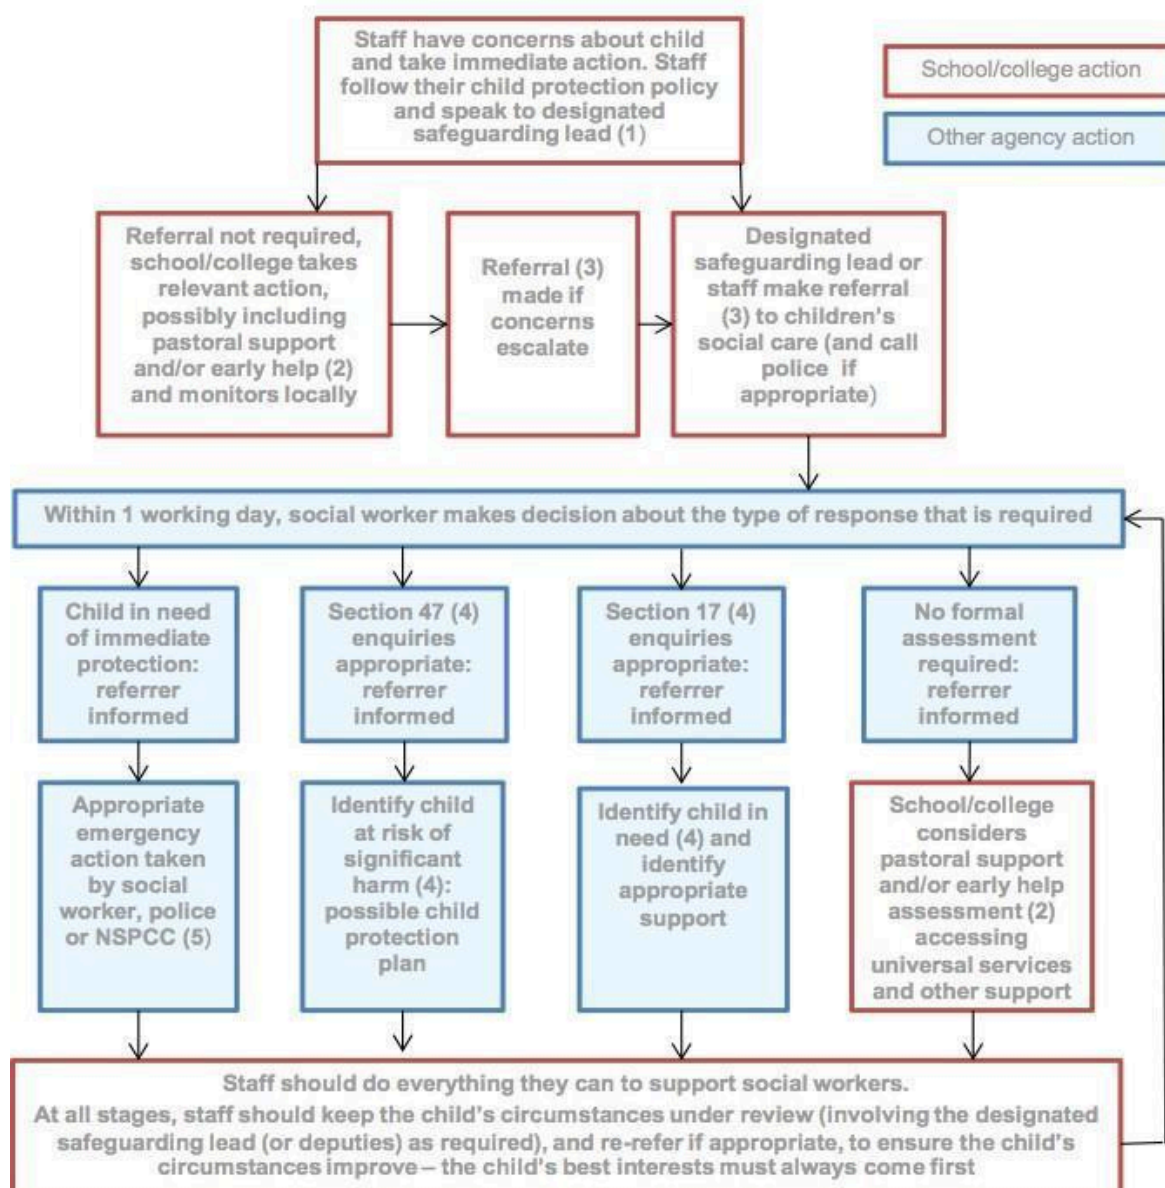 Staff have concerns about child
and take immediate action. Staff
follow their child protection policy
and speak to designated
safeguarding lead (1)
School/college action
Other agency action
Referral not required,
school/college takes
relevant action,
possibly including
pastoral support
and/or early help (2)
and monitors locally
Referral (3)
made if
concerns
escalate
Designated
safeguarding lead or
staff make referral
(3) to children's
social care (and call
police if
appropriate)
Within 1 working day, social worker makes decision about the type of response that is required
Child in need
of immediate
protection:
referrer
informed
Section 47 (4)
enquiries
appropriate:
referrer
informed
Section 17 (4)
enquiries
appropriate:
referrer
informed
No formal
assessment
required:
referrer
informed
Appropriate
emergency
action taken
by social
worker, police
or NSPCC (5)
Identify child
at risk of
significant
harm (4):
possible child
protection
plan
Identify child in
need (4) and
identify
appropriate
support
School/college
considers
pastoral support
and/or early help
assessment (2)
accessing
universal services
and other support
Staff should do everything they can to support social workers.
At all stages, staff should keep the child's circumstances under review (involving the designated
safeguarding lead (or deputies) as required), and re-refer if appropriate, to ensure the child's
circumstances improve – the child's best interests must always come first